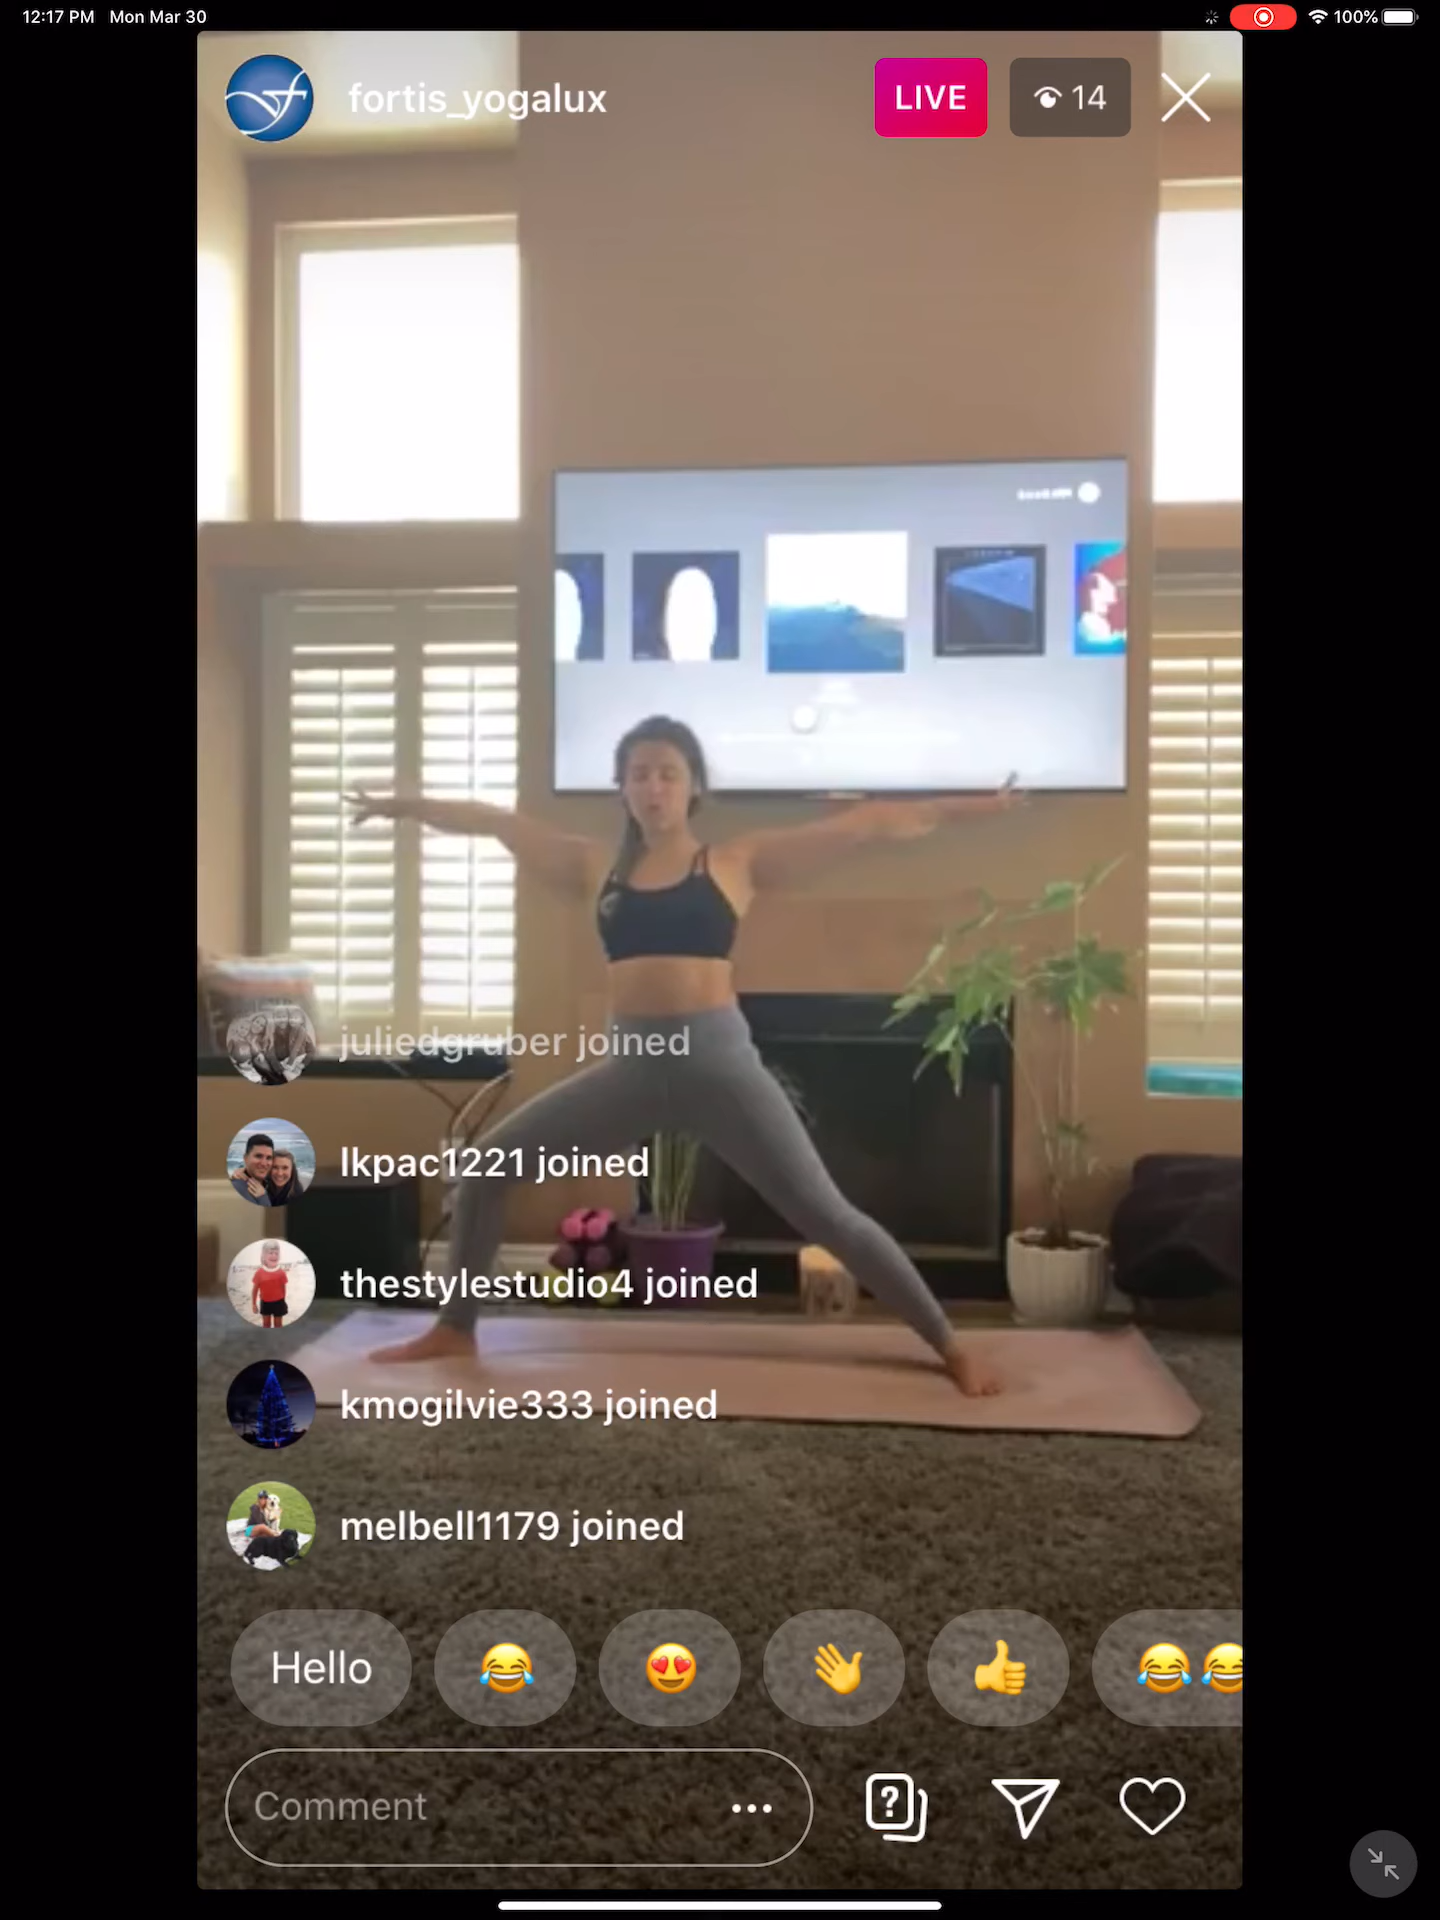 12:17 PM Mon Mar 30
100%
fortis_yogalux
LIVE
14
juliedgruber joined
lkpac1221 joined
thestylestudio4 joined
kmogilvie333 joined
melbell1179 joined
Hello
Comment